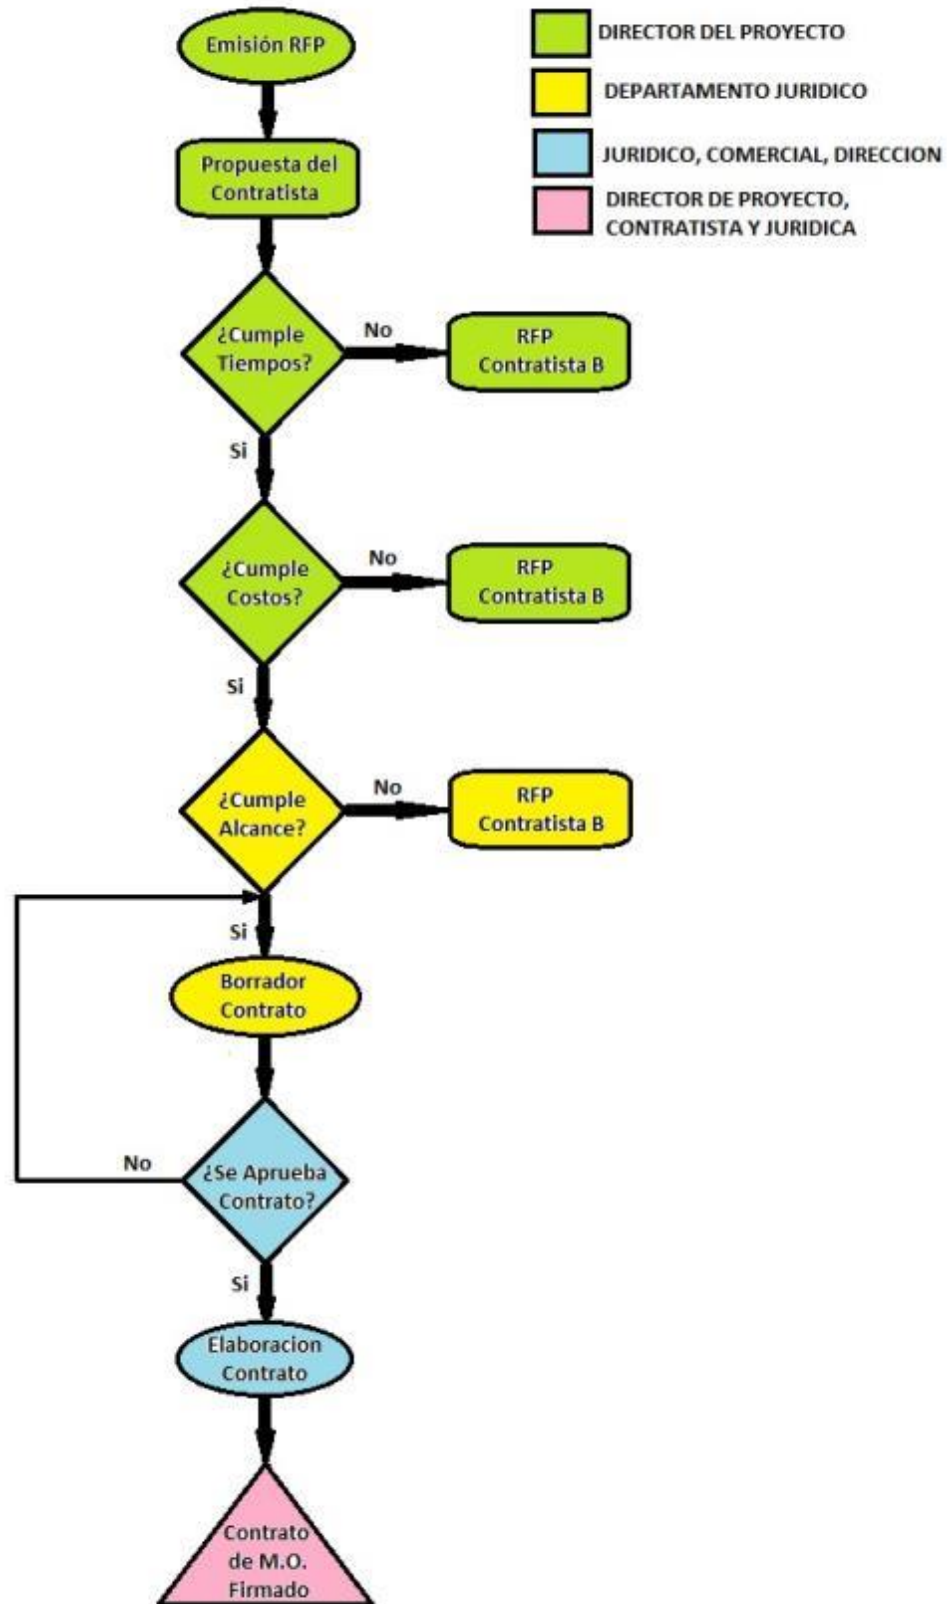 Emisión RFP
DIRECTOR DEL PROYECTO
DEPARTAMENTO JURIDICO
JURIDICO, COMERCIAL, DIRECCION
DIRECTOR DE PROYECTO,
CONTRATISTA Y JURIDICA
Propuesta del
Contratista
¿Cumple
Tiempos?
No
RFP
Contratista B
Si
¿Cumple
Costos?
No
RFP
Contratista B
Si
¿Cumple
Alcance?
No
RFP
Contratista B
Si
Borrador
Contrato
¿Se Aprueba
Contrato?
No
Si
Elaboracion
Contrato
Contrato
de M.O.
Firmado